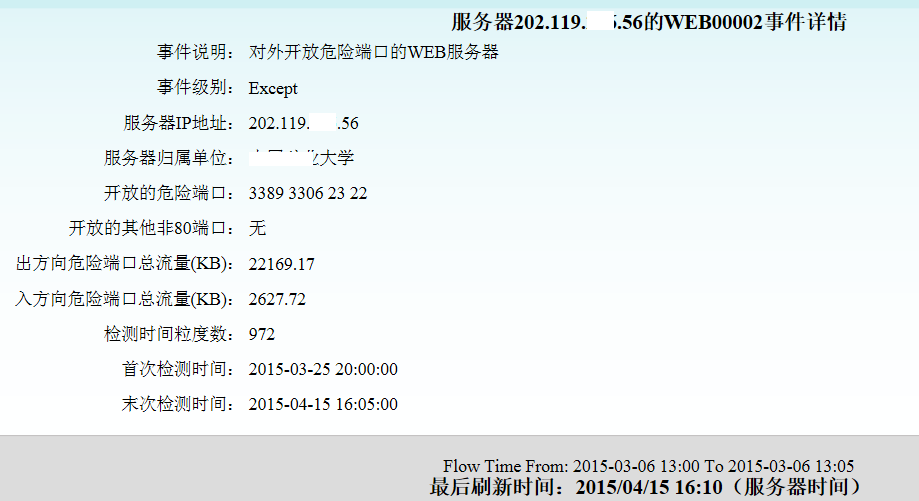 服务器202.119. .56的WEB00002事件详情
事件说明： 对外开放危险端口的WEB服务器
事件级别： Except
服务器IP地址： 202.119. .56
服务器归属单位： 大学
开放的危险端口： 3389 3306 23 22
开放的其他非80端口： 无
出方向危险端口总流量(KB)： 22169.17
入方向危险端口总流量(KB)： 2627.72
检测时间粒度数： 972
首次检测时间： 2015-03-25 20:00:00
末次检测时间： 2015-04-15 16:05:00
Flow Time From: 2015-03-06 13:00 To 2015-03-06 13:05
最后刷新时间：2015/04/15 16:10（服务器时间）